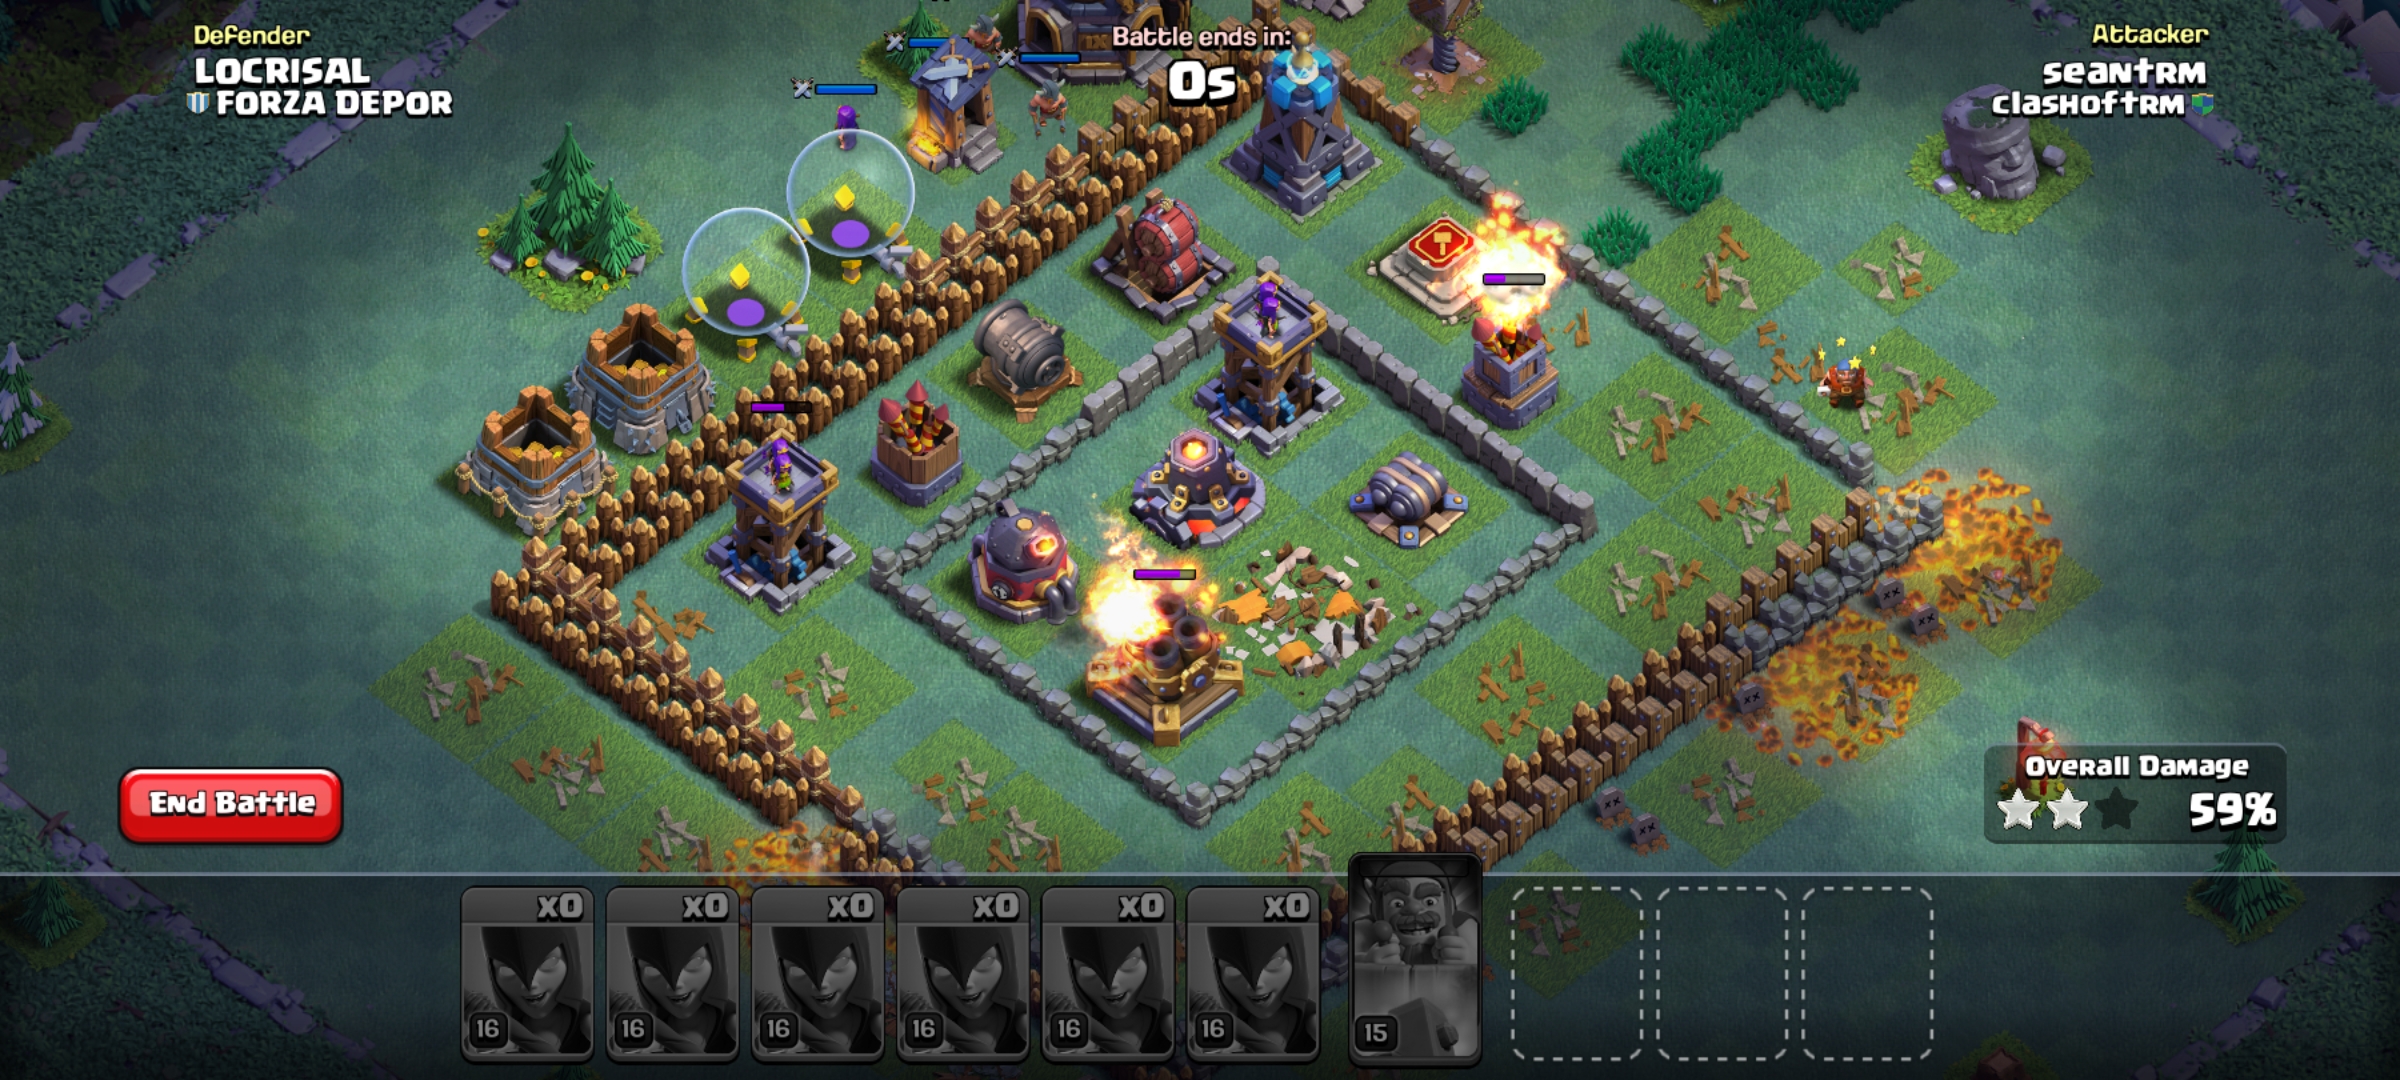 Defender
LOCRISAL
FORZA DEPOR
Battle ends in:
0s
Attacker
seantrm
clashoftrm
End Battle
Overall Damage
59%
x0
x0
x0
x0
x0
x0
16
16
16
16
16
16
15